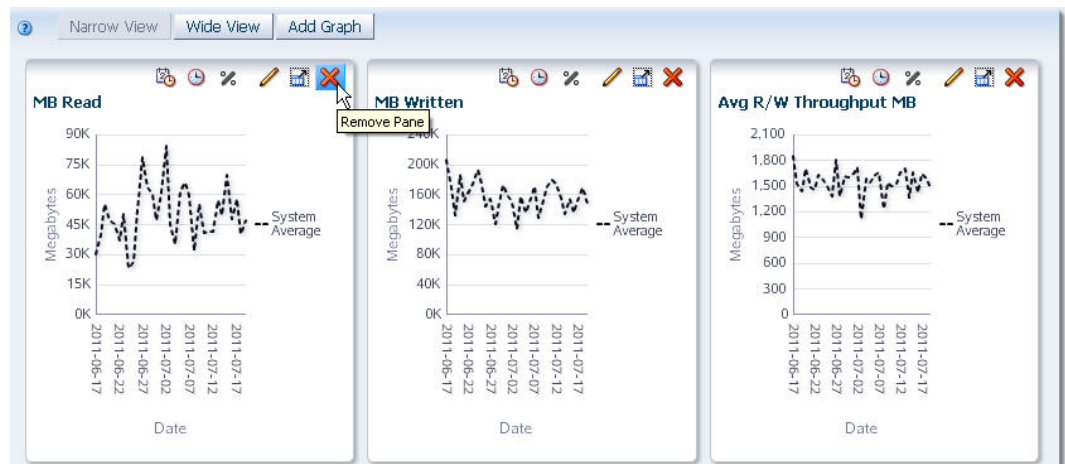 Narrow View Wide View Add Graph
MB Read
Remove Pane
90K
75K
60K
45K
30K
15K
0K
Megabytes
System
Average
2011-06-17
2011-06-22
2011-06-27
2011-07-02
2011-07-07
2011-07-12
2011-07-17
Date
MB Written
240K
200K
160K
120K
80K
40K
0K
Megabytes
System
Average
2011-06-17
2011-06-22
2011-06-27
2011-07-02
2011-07-07
2011-07-12
2011-07-17
Date
Avg R/W Throughput MB
2,100
1,800
1,500
1,200
900
600
300
0
Megabytes
System
Average
2011-06-17
2011-06-22
2011-06-27
2011-07-02
2011-07-07
2011-07-12
2011-07-17
Date